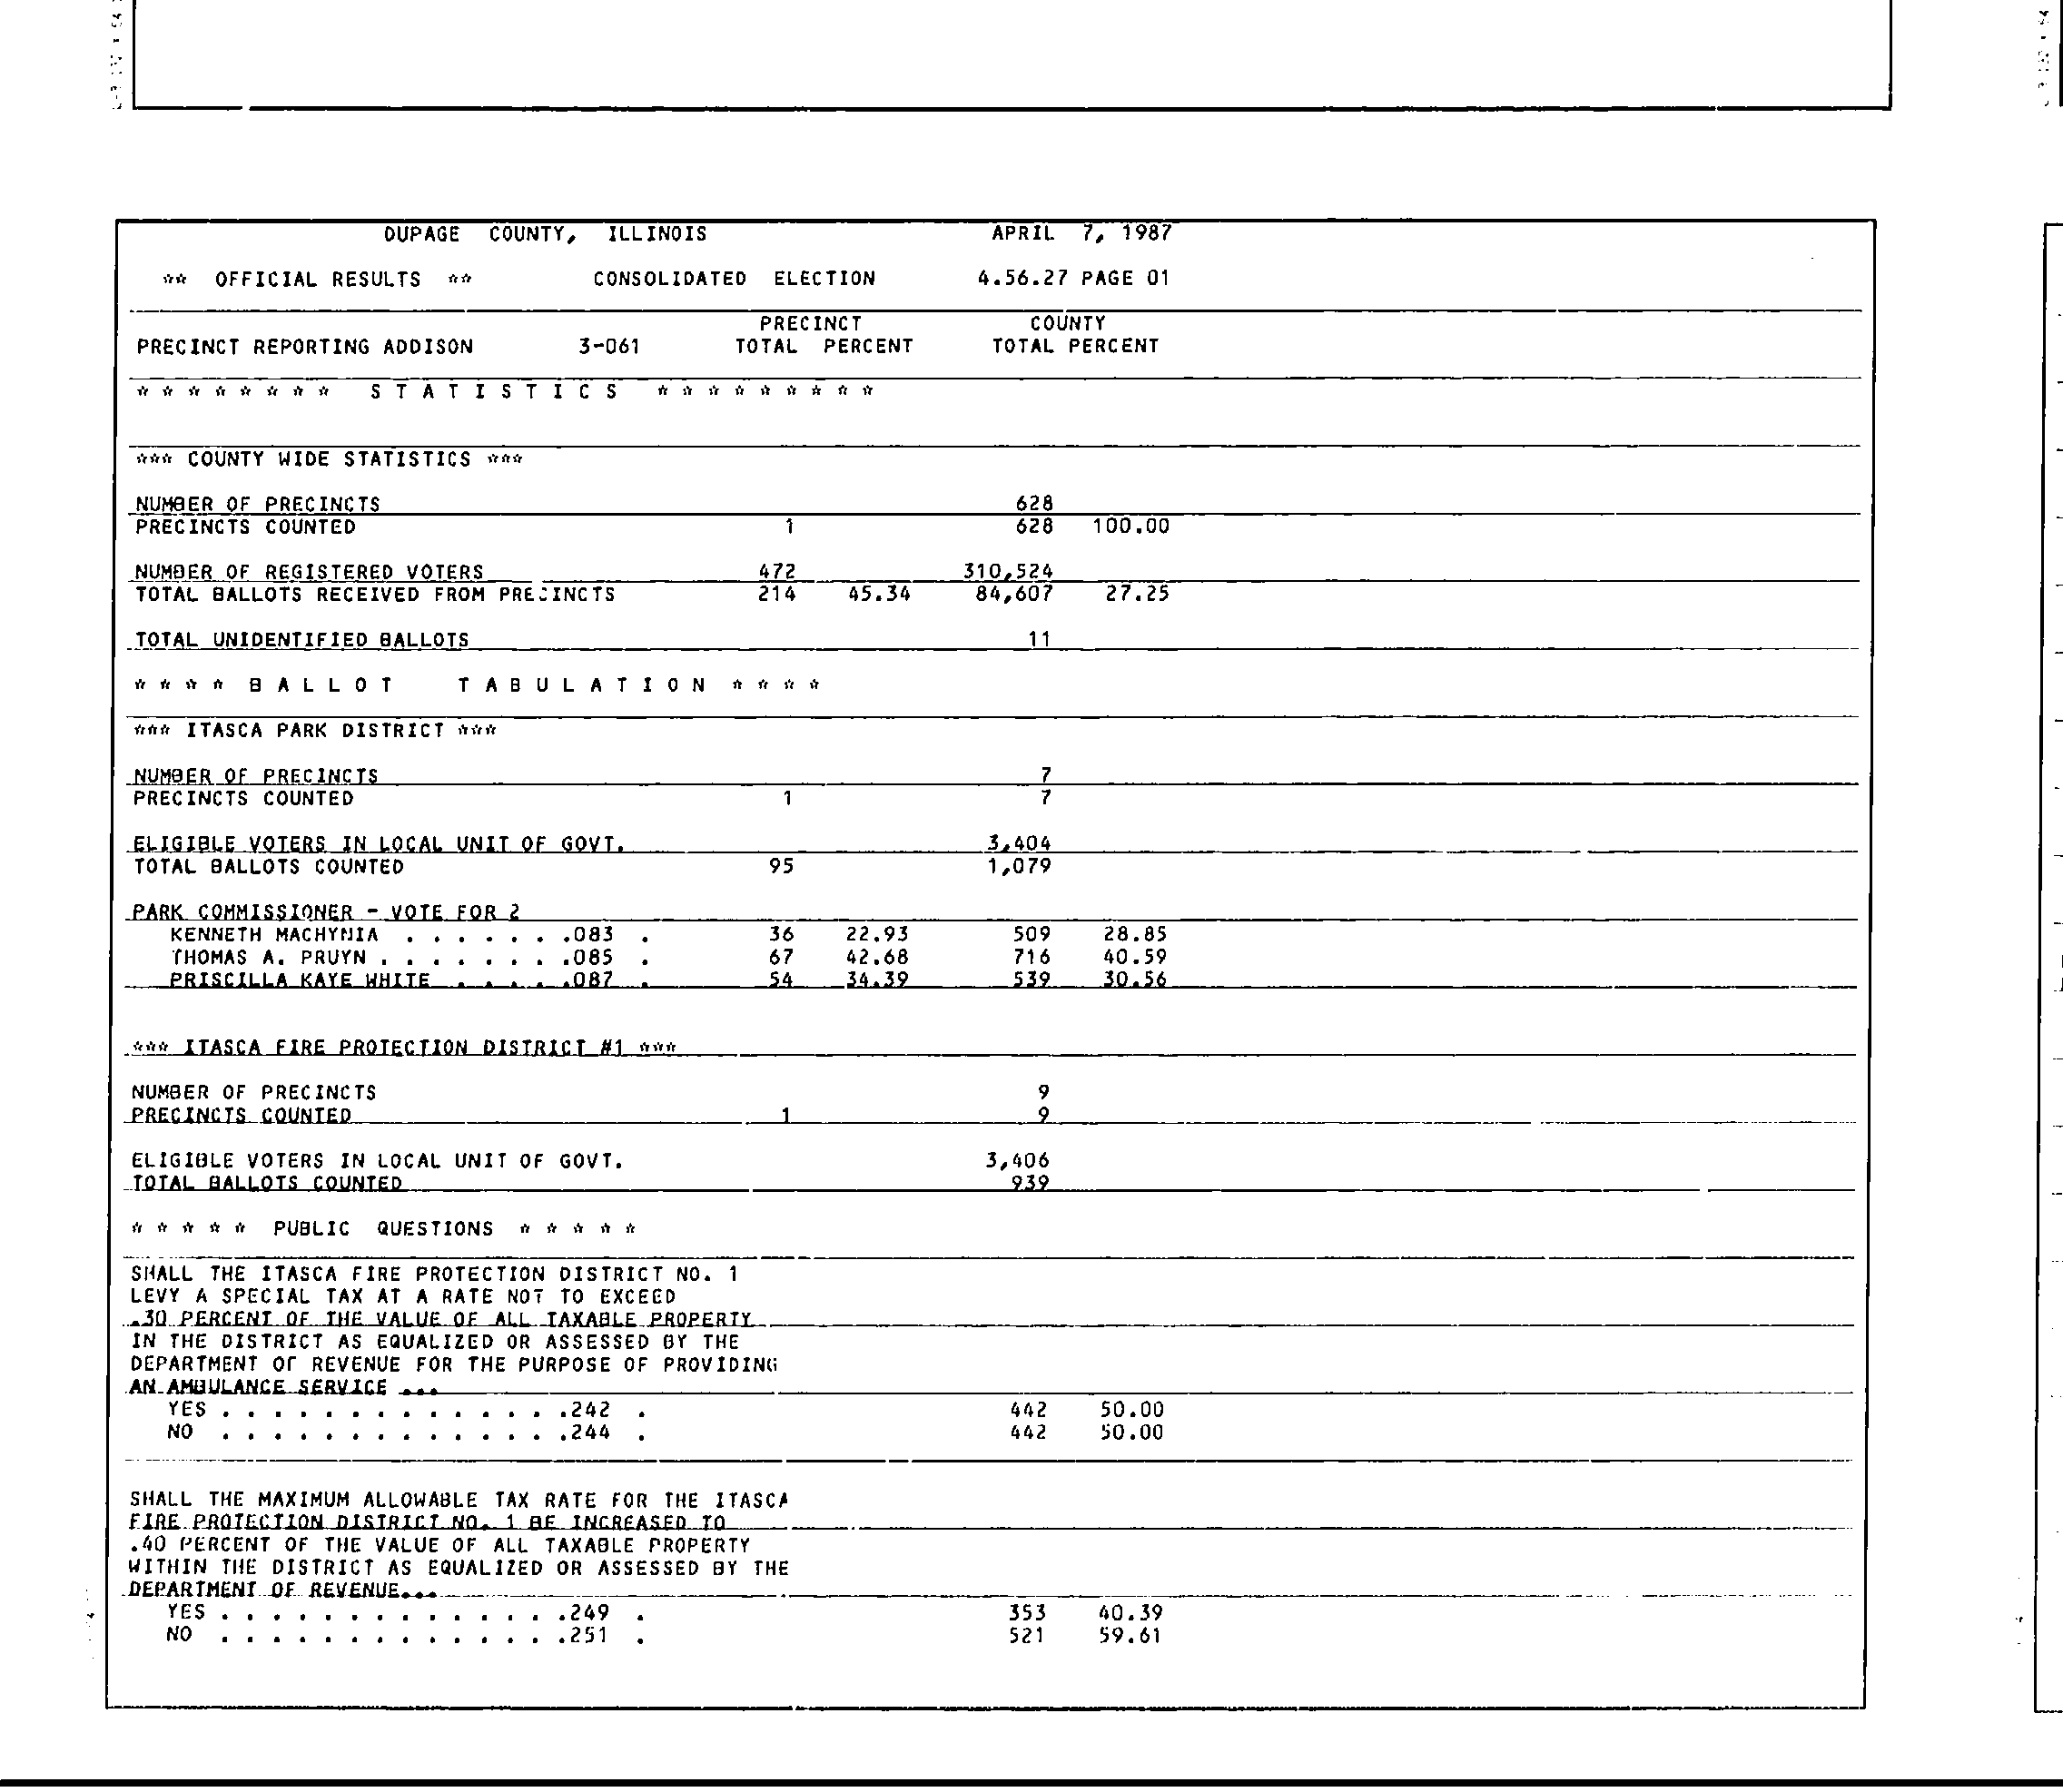 DUPAGE COUNTY, ILLINOIS APRIL 7, 1987
** OFFICIAL RESULTS ** CONSOLIDATED ELECTION 4.56.27 PAGE 01
PRECINCT COUNTY
PRECINCT REPORTING ADDISON 3-061 TOTAL PERCENT TOTAL PERCENT
* * * * * * * * S T A T I S T I C S * * * * * * * * *
*** COUNTY WIDE STATISTICS ***
NUMBER OF PRECINCTS 628
PRECINCTS COUNTED 1 628 100.00
NUMBER OF REGISTERED VOTERS 472 310,524
TOTAL BALLOTS RECEIVED FROM PRECINCTS 214 45.34 84,607 27.25
TOTAL UNIDENTIFIED BALLOTS 11
* * * * B A L L O T T A B U L A T I O N * * * *
*** ITASCA PARK DISTRICT ***
NUMBER OF PRECINCTS 7
PRECINCTS COUNTED 1 7
ELIGIBLE VOTERS IN LOCAL UNIT OF GOVT. 3,404
TOTAL BALLOTS COUNTED 95 1,079
PARK COMMISSIONER - VOTE FOR 2
KENNETH MACHYNIA . . . . . . .083 . 36 22.93 509 28.85
THOMAS A. PRUYN . . . . . . . .085 . 67 42.68 716 40.59
PRISCILLA KAYE WHITE . . . . .087 . 54 34.39 539 30.56
*** ITASCA FIRE PROTECTION DISTRICT #1 ***
NUMBER OF PRECINCTS 9
PRECINCTS COUNTED 1 9
ELIGIBLE VOTERS IN LOCAL UNIT OF GOVT. 3,406
TOTAL BALLOTS COUNTED 939
* * * * * PUBLIC QUESTIONS * * * * *
SHALL THE ITASCA FIRE PROTECTION DISTRICT NO. 1
LEVY A SPECIAL TAX AT A RATE NOT TO EXCEED
.30 PERCENT OF THE VALUE OF ALL TAXABLE PROPERTY
IN THE DISTRICT AS EQUALIZED OR ASSESSED BY THE
DEPARTMENT OF REVENUE FOR THE PURPOSE OF PROVIDING
AN AMBULANCE SERVICE ...
YES . . . . . . . . . . . . . .242 . 442 50.00
NO . . . . . . . . . . . . . .244 . 442 50.00
SHALL THE MAXIMUM ALLOWABLE TAX RATE FOR THE ITASCA
FIRE PROTECTION DISTRICT NO. 1 BE INCREASED TO
.40 PERCENT OF THE VALUE OF ALL TAXABLE PROPERTY
WITHIN THE DISTRICT AS EQUALIZED OR ASSESSED BY THE
DEPARTMENT OF REVENUE...
YES . . . . . . . . . . . . . .249 . 353 40.39
NO . . . . . . . . . . . . . .251 . 521 59.61